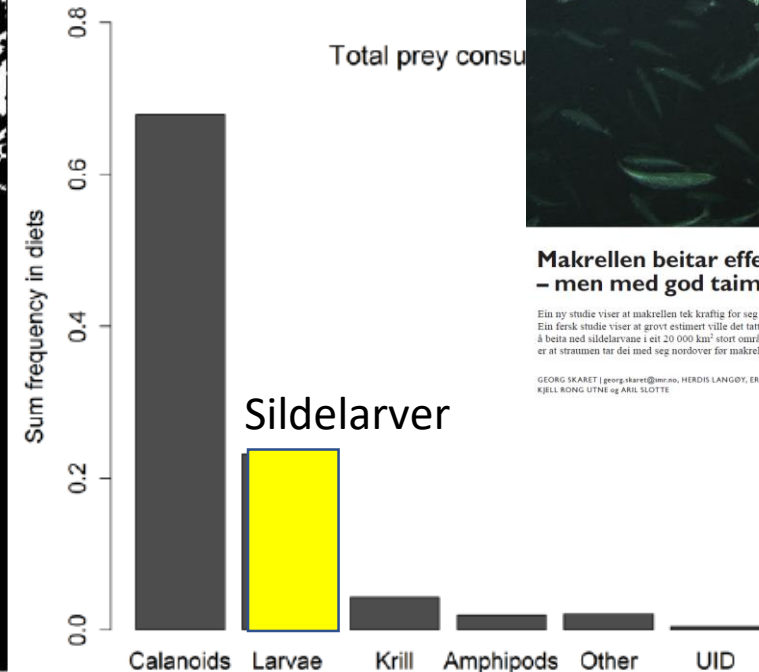 Total prey consu
0.8
0.6
0.4
0.2
0.0
Sum frequency in diets
Sildelarver
Calanoids Larvae Krill Amphipods Other UID
Makrellen beitar effe
– men med god taim
Ein ny studie viser at makrellen tek kraftig for seg
Ein fersk studie viser at grovt estimert ville det tatt
å beita ned sildelarvane i eit 20 000 km² stort områ
er at straumen tar dei med seg nordover før makrel
GEORG SKARET | georg.skaret@imr.no, HERDIS LANGØY, ER
KJELL RONG UTNE og ARIL SLOTTE